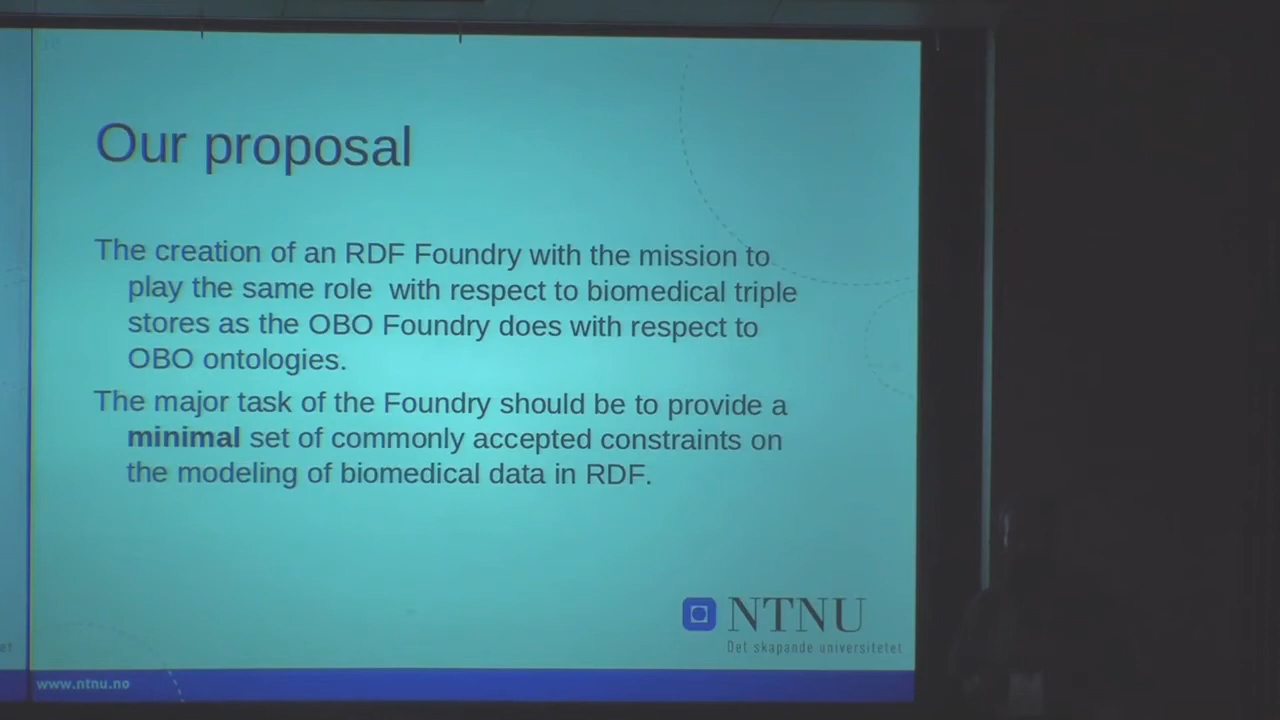 Our proposal
The creation of an RDF Foundry with the mission to
play the same role with respect to biomedical triple
stores as the OBO Foundry does with respect to
OBO ontologies.
The major task of the Foundry should be to provide a
minimal set of commonly accepted constraints on
the modeling of biomedical data in RDF.
NTNU
Det skapande universitetet
www.ntnu.no